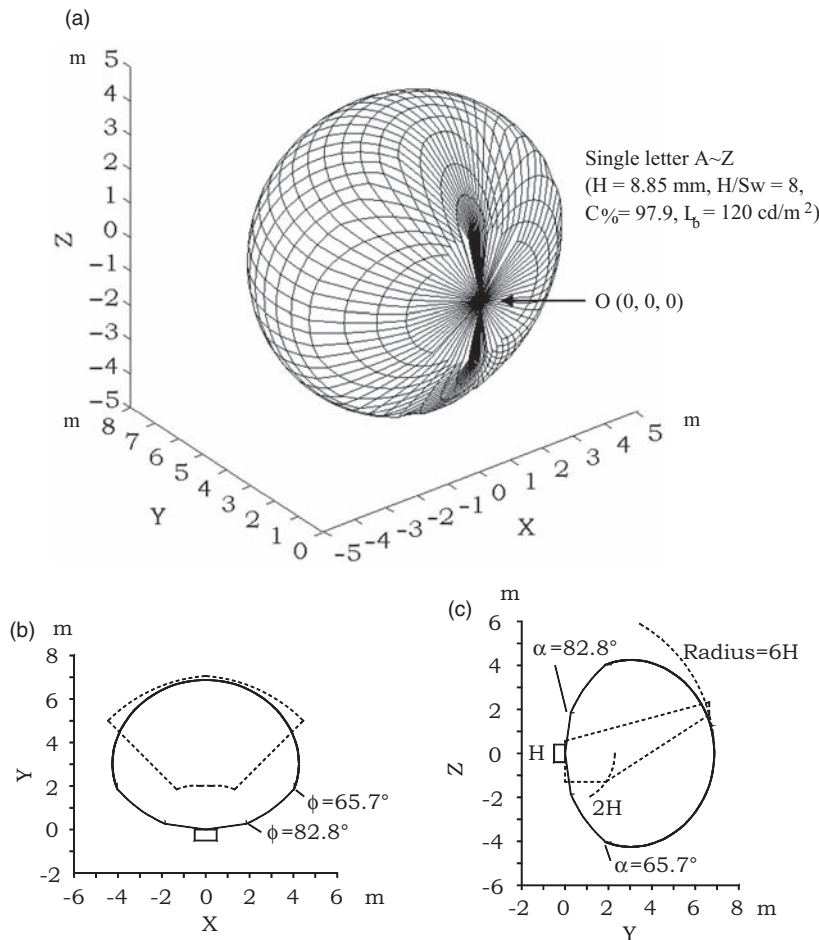 (a)
m
5
4
3
2
1
0
−1
−2
−3
−4
−5
Z
Single letter A~Z
(H = 8.85 mm, H/Sw = 8,
C%= 97.9, L_b = 120 cd/m²)
O (0, 0, 0)
m
8
7
6
5
4
3
2
1
0
Y
−5
−4
−3
−2
−1
0
1
2
3
4
5
m
X
(b)
m
8
6
4
2
0
−2
Y
ϕ=65.7°
ϕ=82.8°
−6 −4 −2 0 2 4 6 m
X
(c)
m
6
4
2
0
−2
−4
−6
Z
α=82.8°
Radius=6H
H
2H
α=65.7°
−2 0 2 4 6 8 m
Y